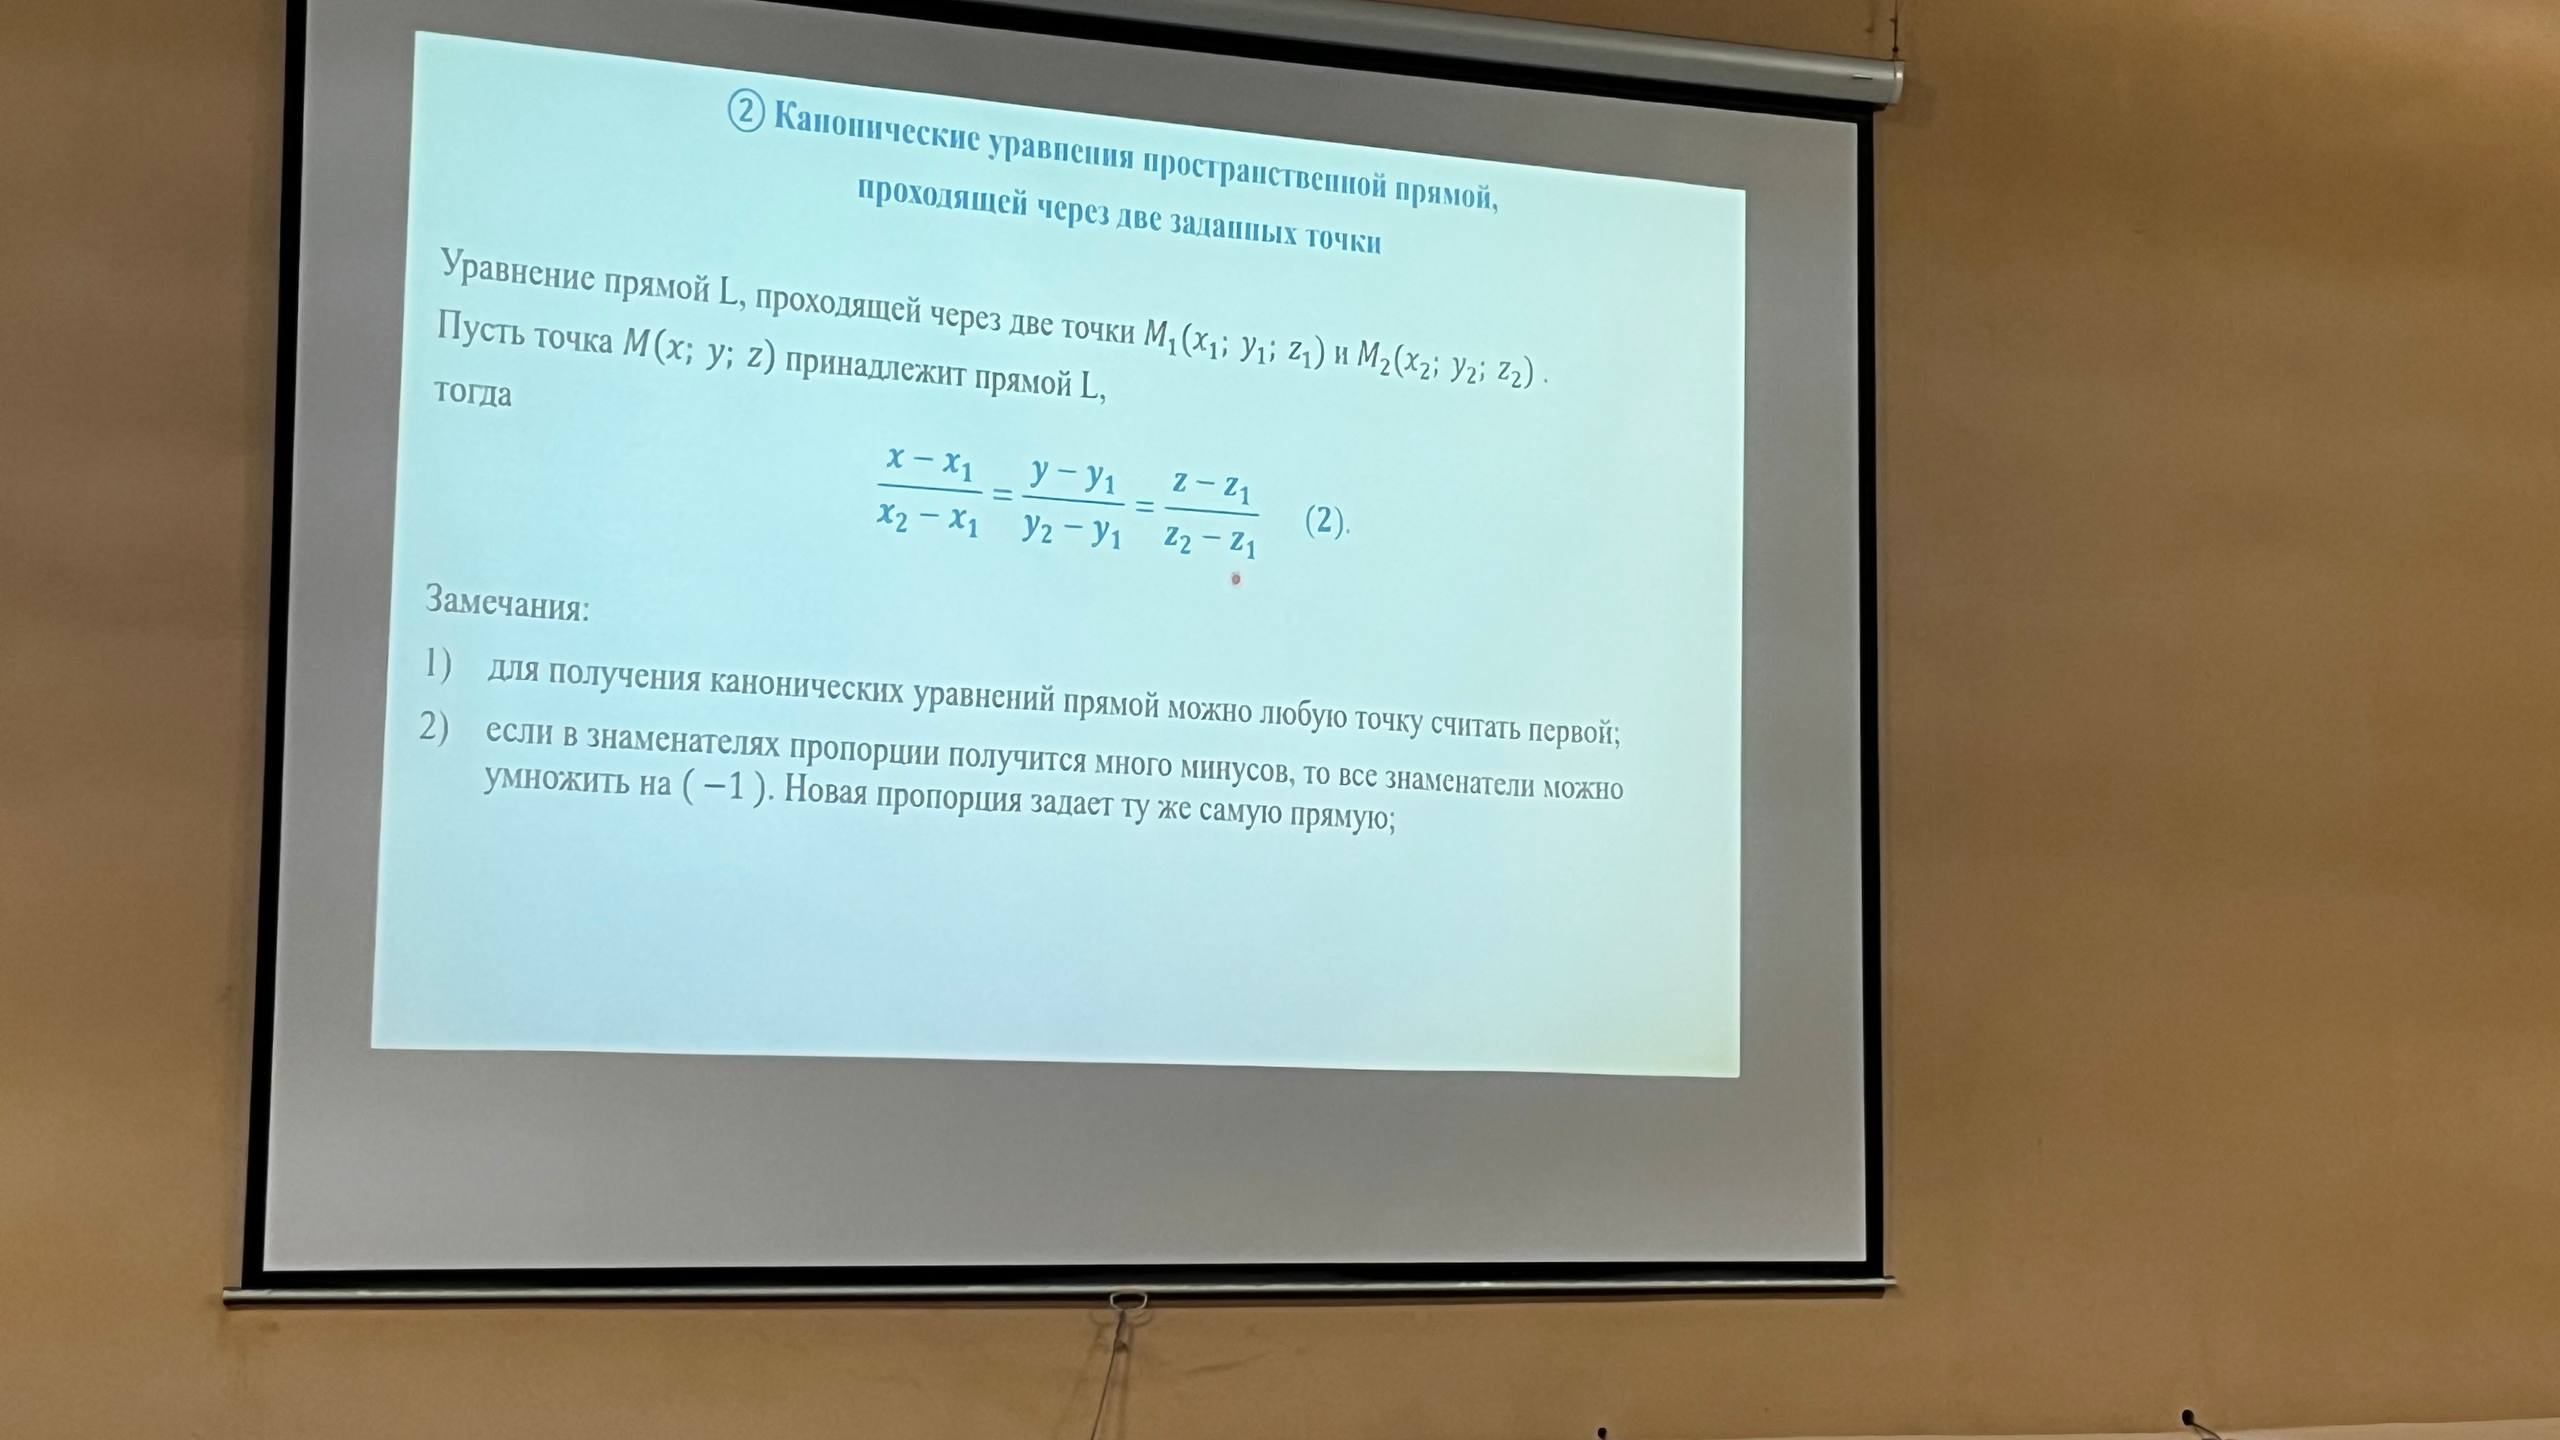 ② Канонические уравнения пространственной прямой,
проходящей через две заданных точки
Уравнение прямой L, проходящей через две точки M₁(x₁; y₁; z₁) и M₂(x₂; y₂; z₂) .
Пусть точка M(x; y; z) принадлежит прямой L,
тогда
(x − x₁)/(x₂ − x₁) = (y − y₁)/(y₂ − y₁) = (z − z₁)/(z₂ − z₁) (2).
Замечания:
1) для получения канонических уравнений прямой можно любую точку считать первой;
2) если в знаменателях пропорции получится много минусов, то все знаменатели можно
умножить на ( −1 ). Новая пропорция задает ту же самую прямую;